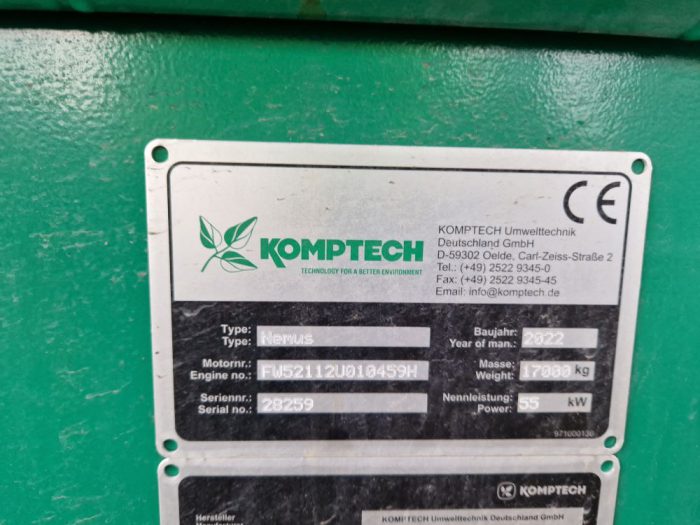 CE
KOMPTECH
TECHNOLOGY FOR A BETTER ENVIRONMENT
KOMPTECH Umwelttechnik
Deutschland GmbH
D-59302 Oelde, Carl-Zeiss-Straße 2
Tel.: (+49) 2522 9345-0
Fax: (+49) 2522 9345-45
Email: info@komptech.de
Type:
Type: Nemus
Baujahr:
Year of man.: 2022
Motornr.:
Engine no.: FW52112U010459H
Masse:
Weight: 17000 kg
Seriennr.:
Serial no.: 28259
Nennleistung:
Power: 55 kW
971000130
KOMPTECH
Hersteller
KOMPTECH Umwelttechnik Deutschland GmbH